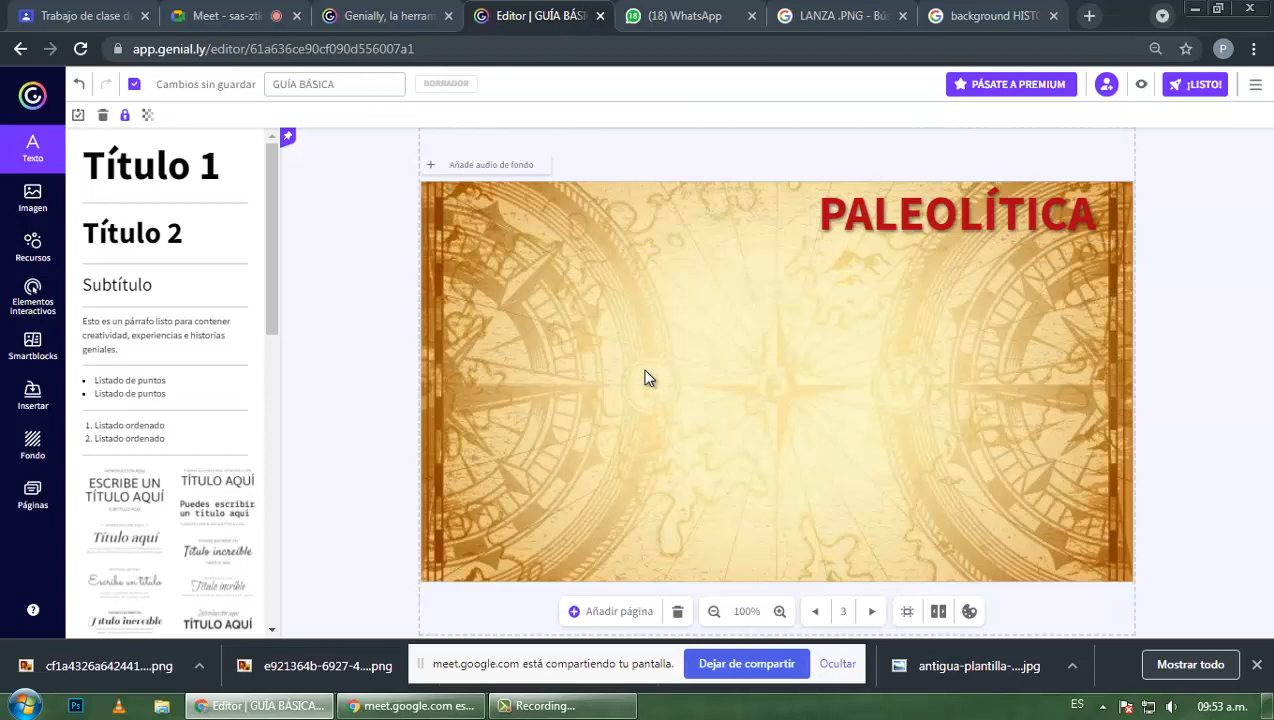 Trabajo de clase d
Meet - sas-ztk
Genially, la herran
Editor | GUÍA BÁSI
(18) WhatsApp
LANZA .PNG - Bús
background HISTO
app.genial.ly/editor/61a636ce90cf090d556007a1
P
Cambios sin guardar
GUÍA BÁSICA
BORRADOR
PÁSATE A PREMIUM
¡LISTO!
Texto
Imagen
Recursos
Elementos
interactivos
Smartblocks
Insertar
Fondo
Páginas
?
Título 1
Título 2
Subtítulo
Esto es un párrafo listo para contener
creatividad, experiencias e historias
geniales.
Listado de puntos
Listado de puntos
1. Listado ordenado
2. Listado ordenado
ESCRIBE UN
TÍTULO AQUÍ
TÍTULO AQUÍ
Puedes escribir
un título aquí
Título aquí
Título increíble
Escribe un título
Título increíble
Título increíble
TÍTULO AQUÍ
Añade audio de fondo
PALEOLÍTICA
Añadir página
100%
3
cf1a4326a642441....png
e921364b-6927-4....png
meet.google.com está compartiendo tu pantalla.
Dejar de compartir
Ocultar
antigua-plantilla-....jpg
Mostrar todo
Ps
Editor | GUÍA BÁSICA...
meet.google.com es...
Recording...
ES
09:53 a.m.